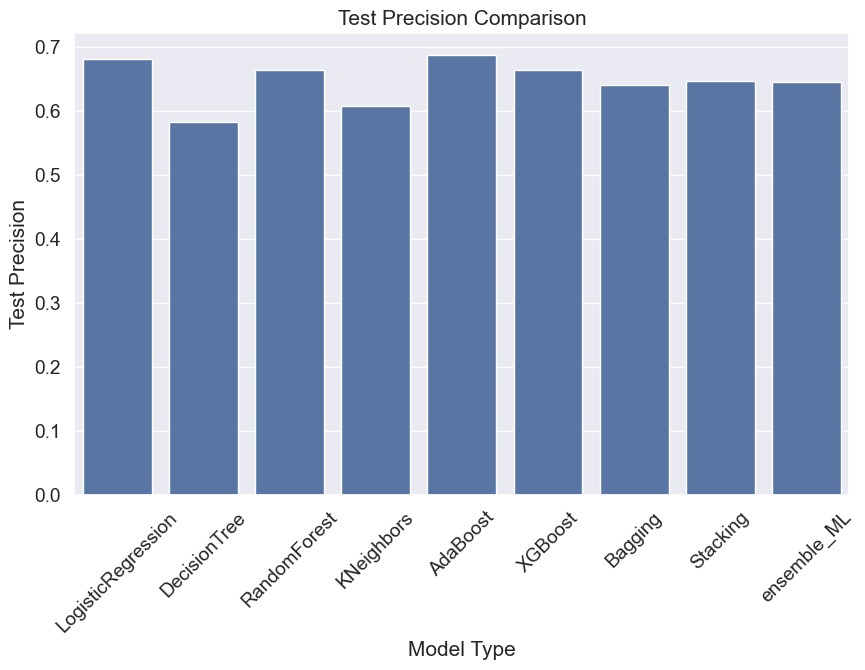 Test Precision Comparison
0.7
0.6
0.5
0.4
0.3
0.2
0.1
0.0
Test Precision
LogisticRegression
DecisionTree
RandomForest
KNeighbors
AdaBoost
XGBoost
Bagging
Stacking
ensemble_ML
Model Type